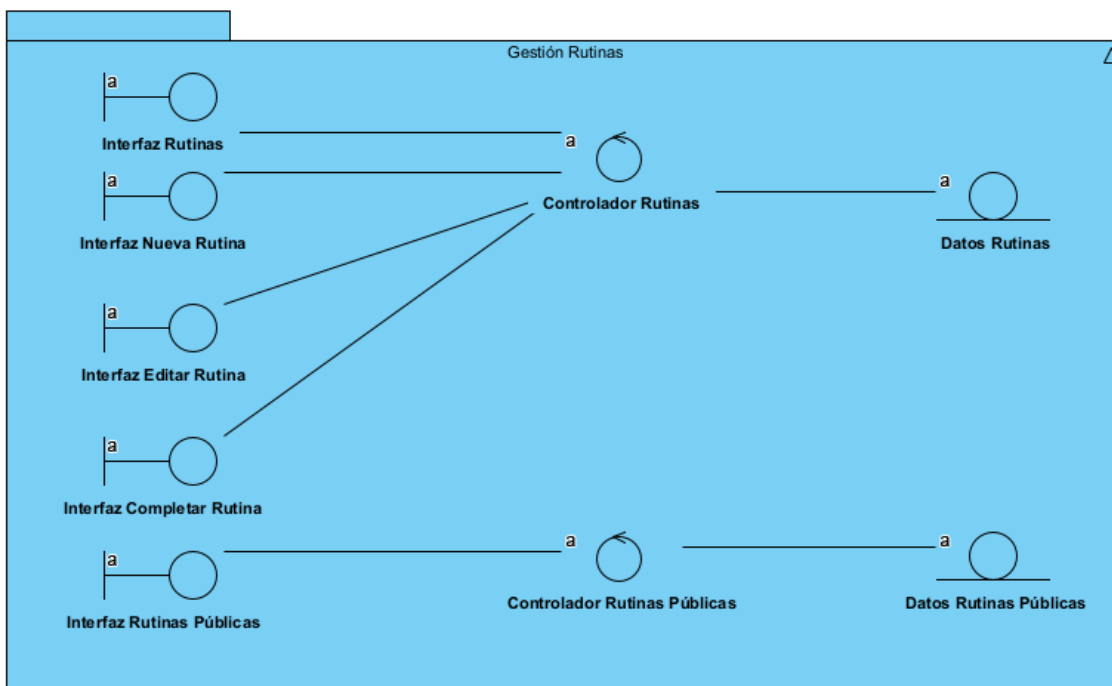 Gestión Rutinas
a
Interfaz Rutinas
a
Controlador Rutinas
a
Interfaz Nueva Rutina
a
Datos Rutinas
a
Interfaz Editar Rutina
a
Interfaz Completar Rutina
a
Interfaz Rutinas Públicas
a
Controlador Rutinas Públicas
a
Datos Rutinas Públicas